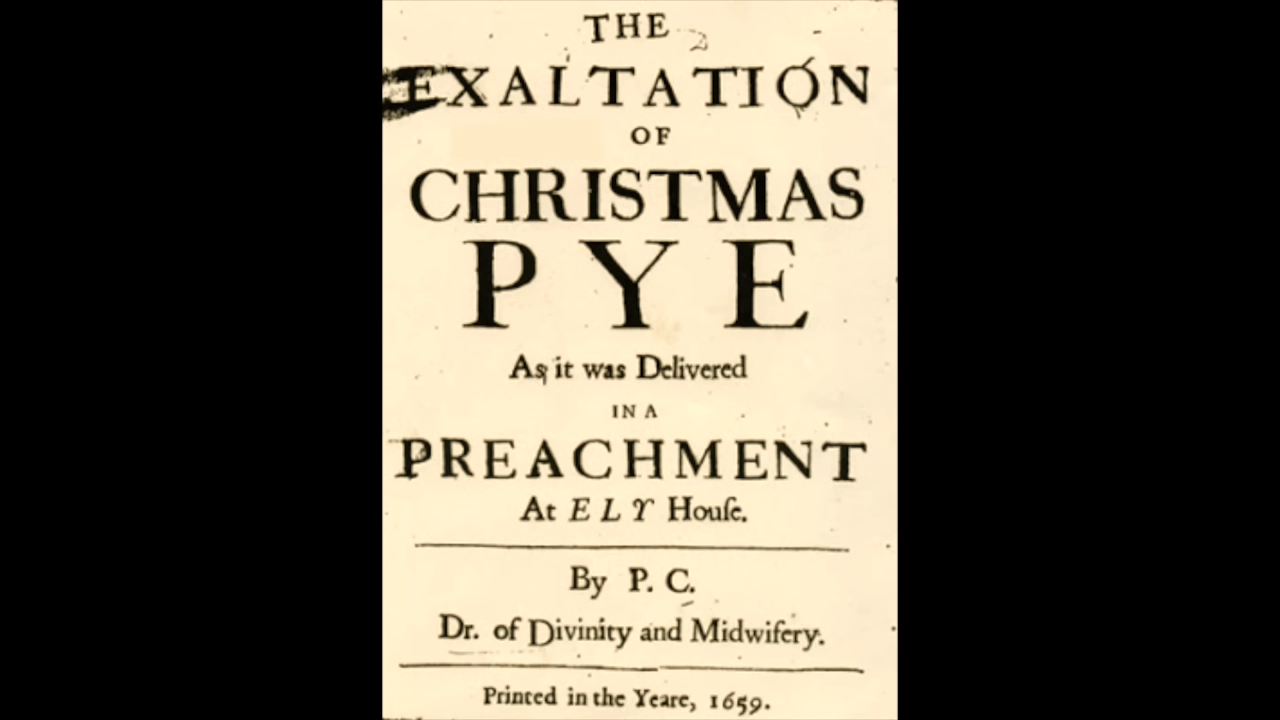 THE
EXALTATION
OF
CHRISTMAS
PYE
As it was Delivered
IN A
PREACHMENT
At ELY Houſe.
By P. C.
Dr. of Divinity and Midwifery.
Printed in the Yeare, 1659.